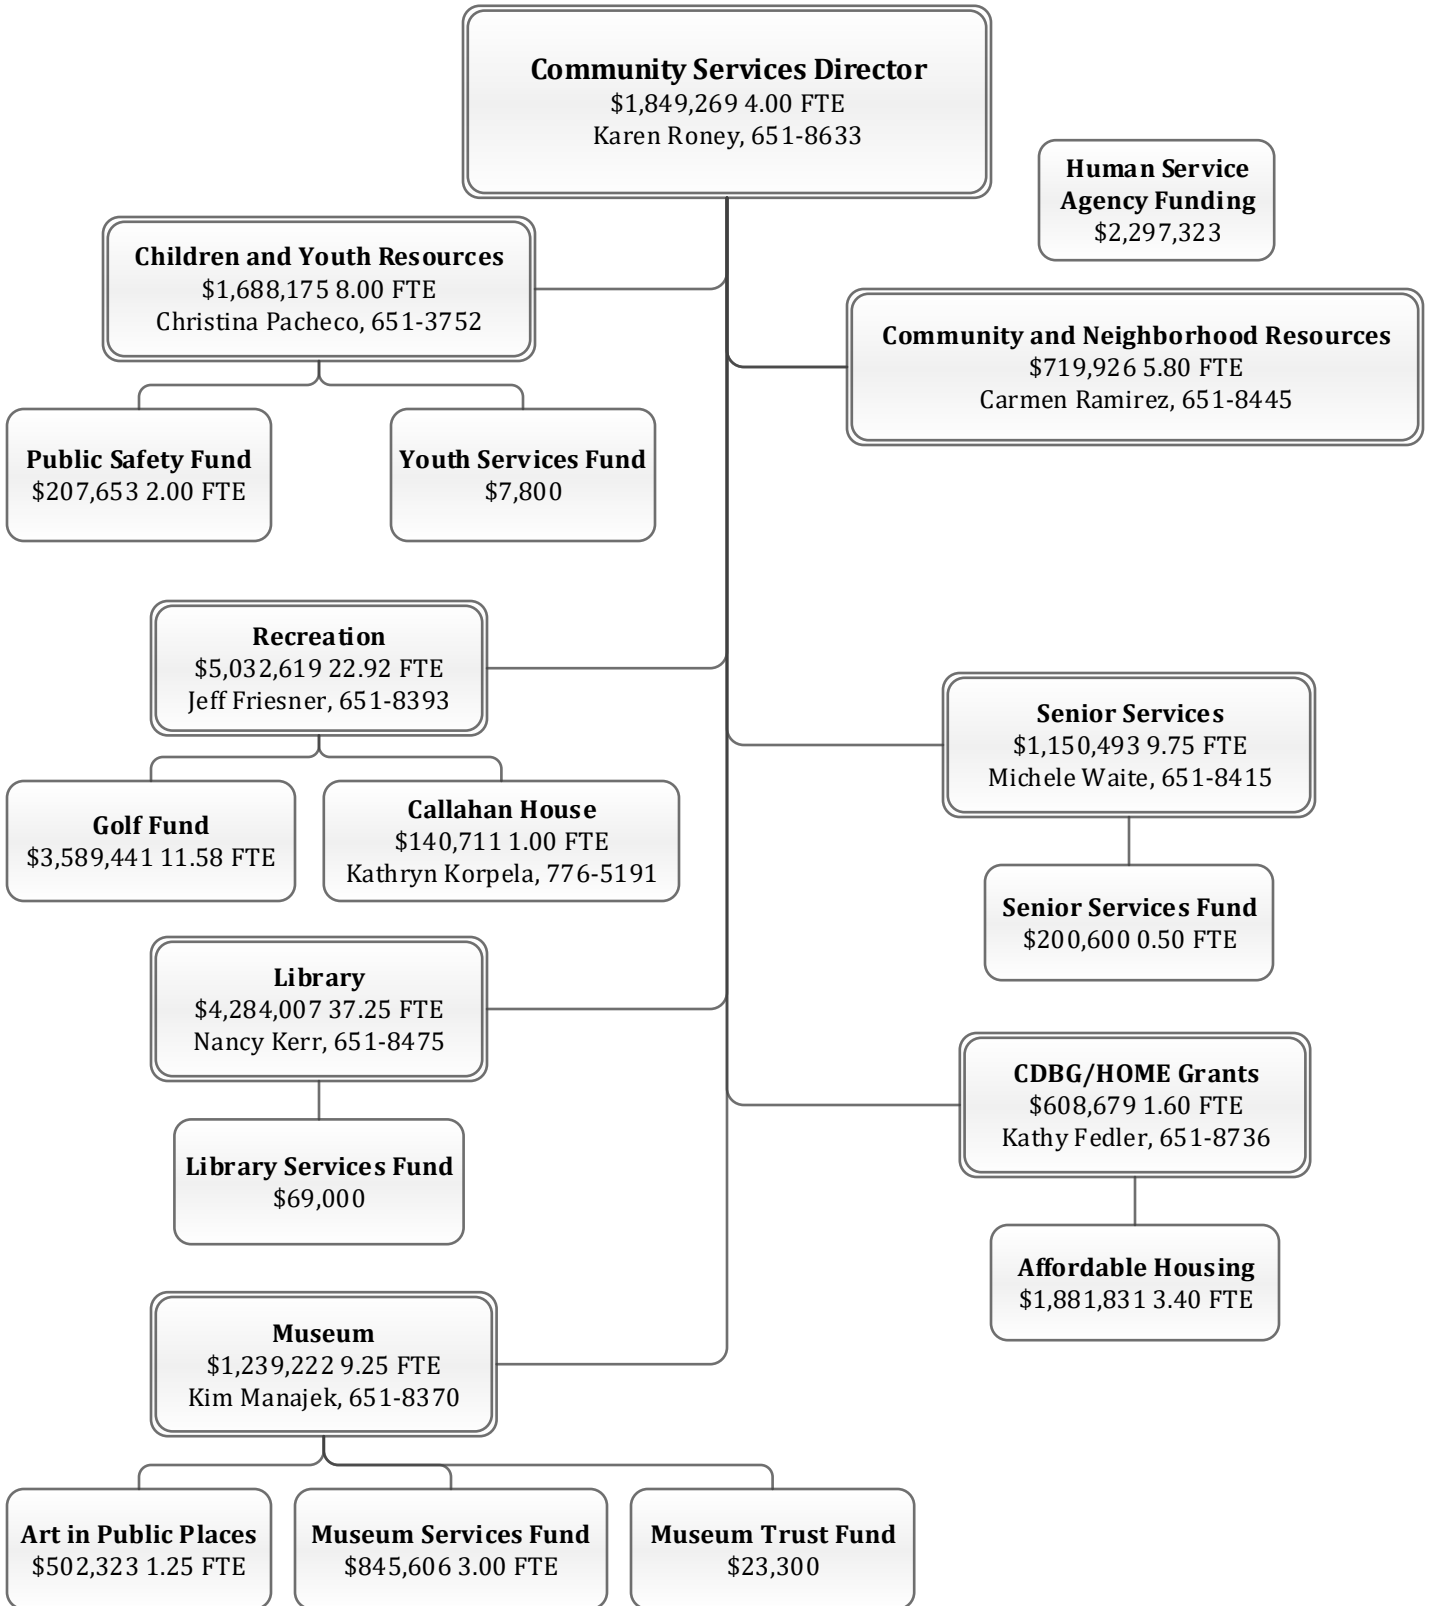 Community Services Director
$1,849,269 4.00 FTE
Karen Roney, 651-8633
Human Service
Agency Funding
$2,297,323
Children and Youth Resources
$1,688,175 8.00 FTE
Christina Pacheco, 651-3752
Community and Neighborhood Resources
$719,926 5.80 FTE
Carmen Ramirez, 651-8445
Public Safety Fund
$207,653 2.00 FTE
Youth Services Fund
$7,800
Recreation
$5,032,619 22.92 FTE
Jeff Friesner, 651-8393
Senior Services
$1,150,493 9.75 FTE
Michele Waite, 651-8415
Golf Fund
$3,589,441 11.58 FTE
Callahan House
$140,711 1.00 FTE
Kathryn Korpela, 776-5191
Senior Services Fund
$200,600 0.50 FTE
Library
$4,284,007 37.25 FTE
Nancy Kerr, 651-8475
CDBG/HOME Grants
$608,679 1.60 FTE
Kathy Fedler, 651-8736
Library Services Fund
$69,000
Affordable Housing
$1,881,831 3.40 FTE
Museum
$1,239,222 9.25 FTE
Kim Manajek, 651-8370
Art in Public Places
$502,323 1.25 FTE
Museum Services Fund
$845,606 3.00 FTE
Museum Trust Fund
$23,300